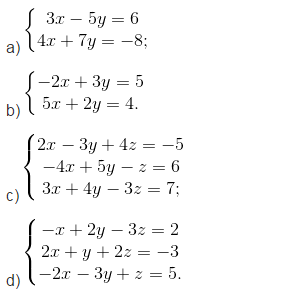 3x − 5y = 6
a) 4x + 7y = −8;
−2x + 3y = 5
b) 5x + 2y = 4.
2x − 3y + 4z = −5
−4x + 5y − z = 6
c) 3x + 4y − 3z = 7;
−x + 2y − 3z = 2
2x + y + 2z = −3
d) −2x − 3y + z = 5.